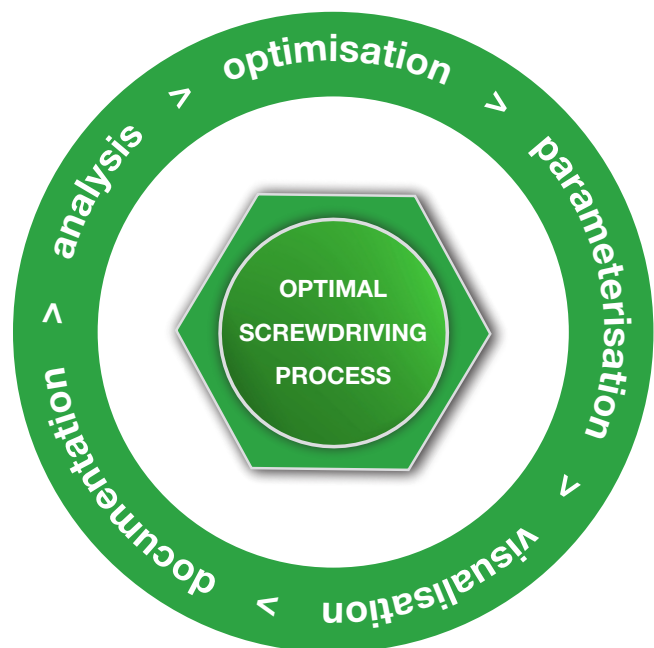 optimisation > parameterisation > visualisation > documentation > analysis >
OPTIMAL
SCREWDRIVING
PROCESS